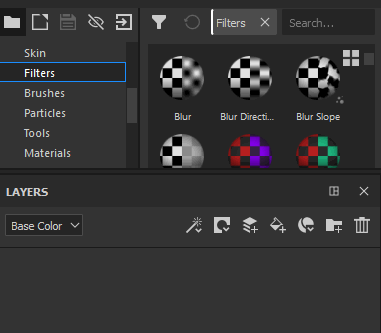 Filters
Search...
Skin
Filters
Brushes
Particles
Tools
Materials
Blur
Blur Directi...
Blur Slope
LAYERS
Base Color